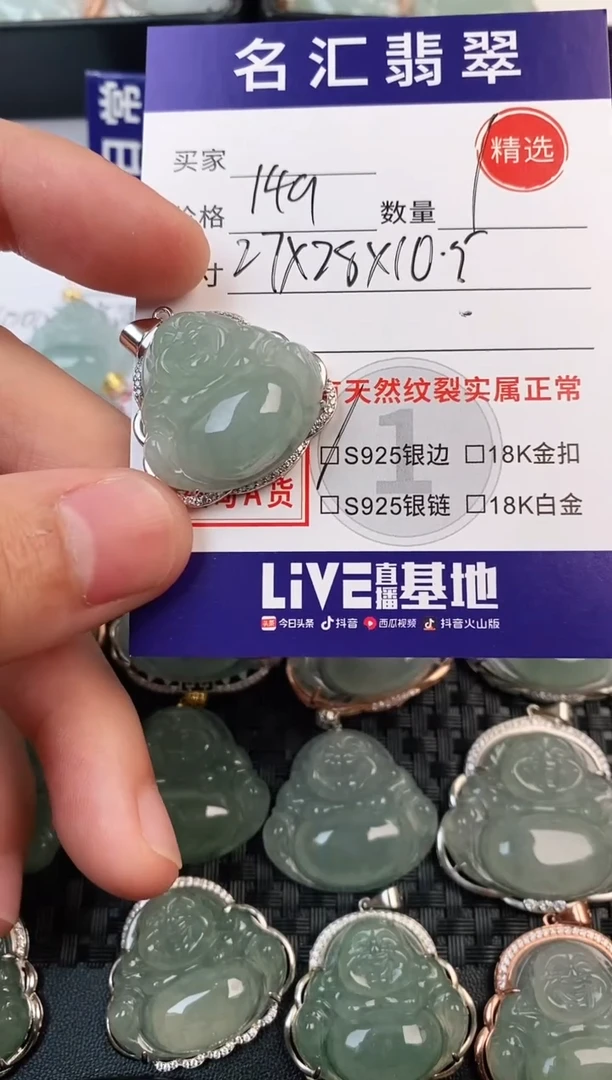 名汇翡翠
精选
买家
价格 149 数量 1
寸 27X28X10.5
天然纹裂实属正常
1
□S925银边 □18K金扣
A货
□S925银链 □18K白金
LiVE直播基地
今日头条 抖音 西瓜视频 抖音火山版